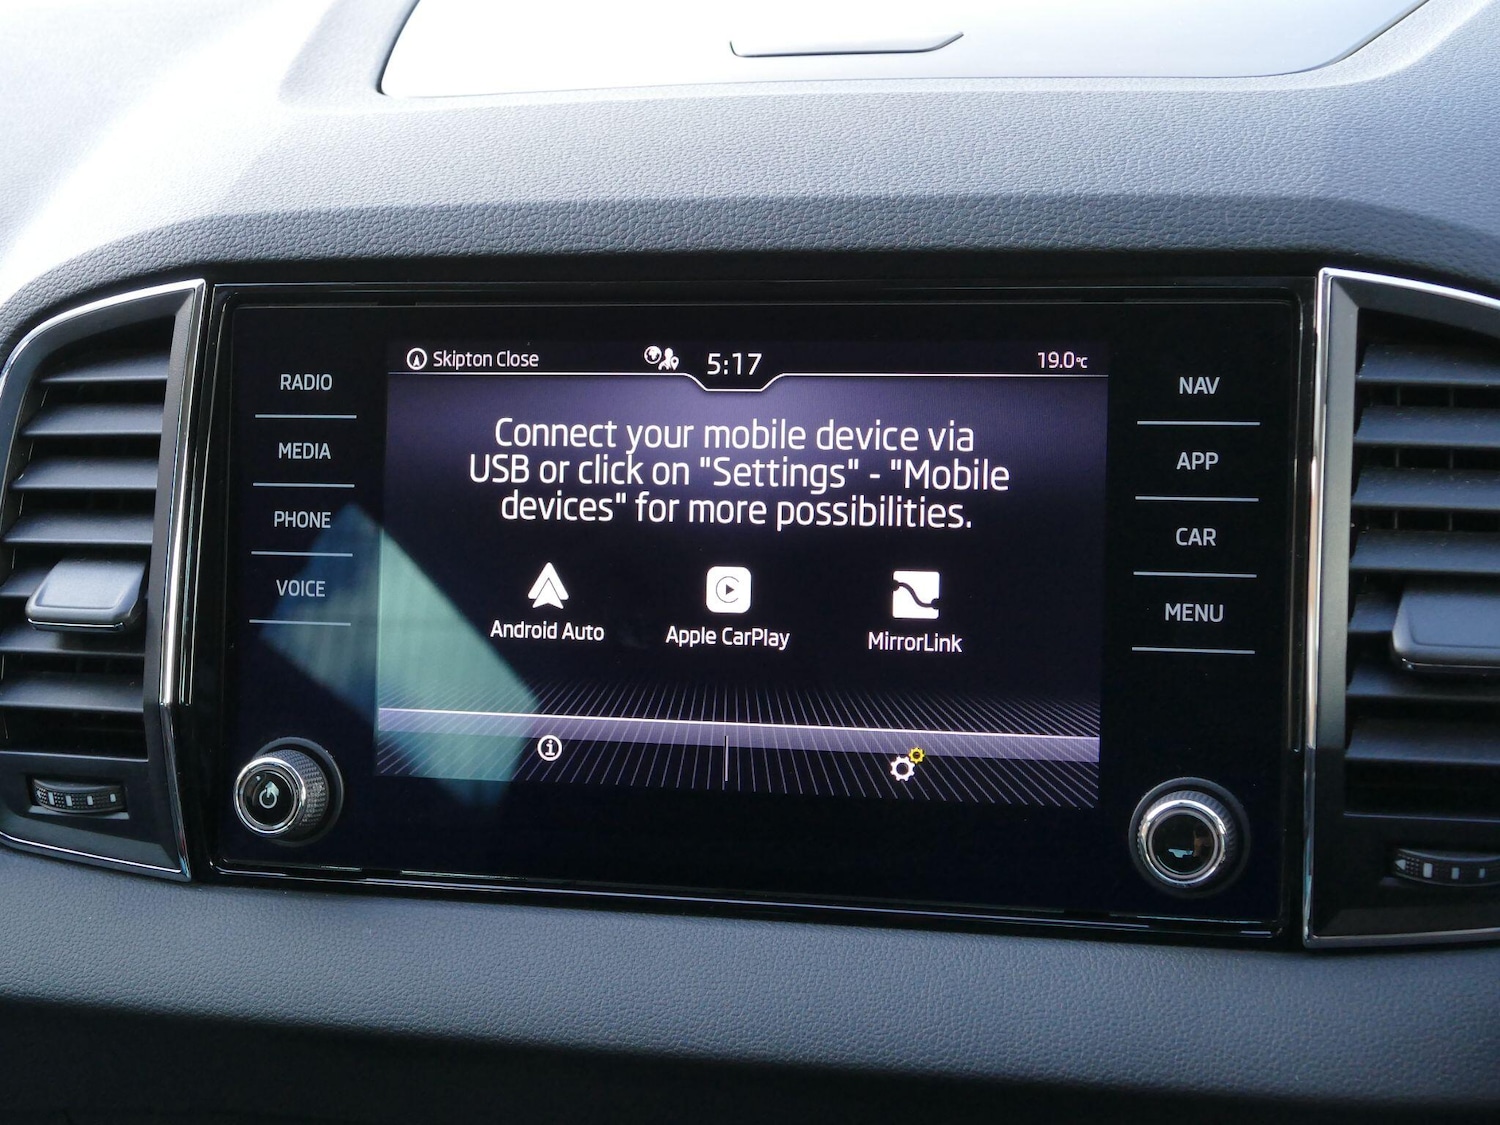 Skipton Close
5:17
19.0°C
RADIO
MEDIA
PHONE
VOICE
Connect your mobile device via
USB or click on "Settings" - "Mobile
devices" for more possibilities.
Android Auto
Apple CarPlay
MirrorLink
NAV
APP
CAR
MENU